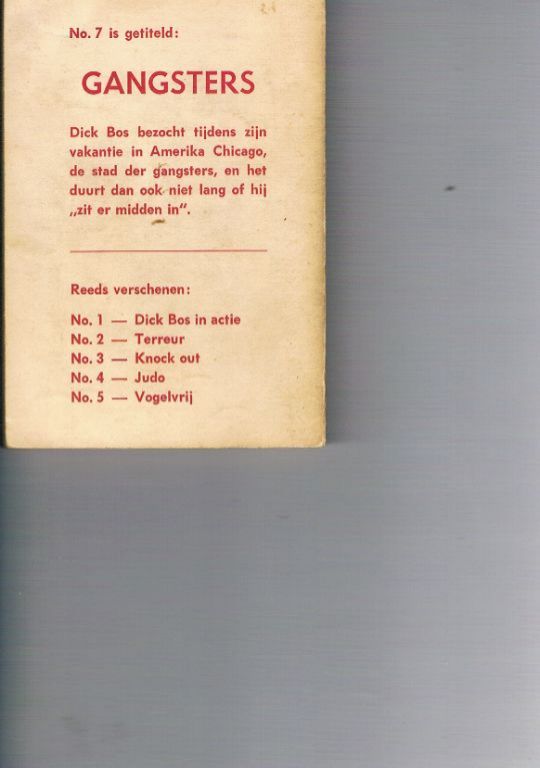 No. 7 is getiteld:
GANGSTERS
Dick Bos bezocht tijdens zijn
vakantie in Amerika Chicago,
de stad der gangsters, en het
duurt dan ook niet lang of hij
„zit er midden in“.
Reeds verschenen:
No. 1 — Dick Bos in actie
No. 2 — Terreur
No. 3 — Knock out
No. 4 — Judo
No. 5 — Vogelvrij